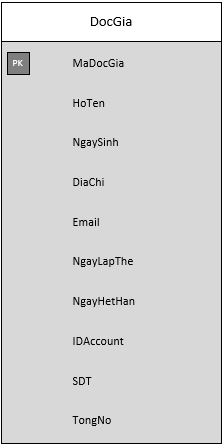 DocGia
PK MaDocGia
HoTen
NgaySinh
DiaChi
Email
NgayLapThe
NgayHetHan
IDAccount
SDT
TongNo